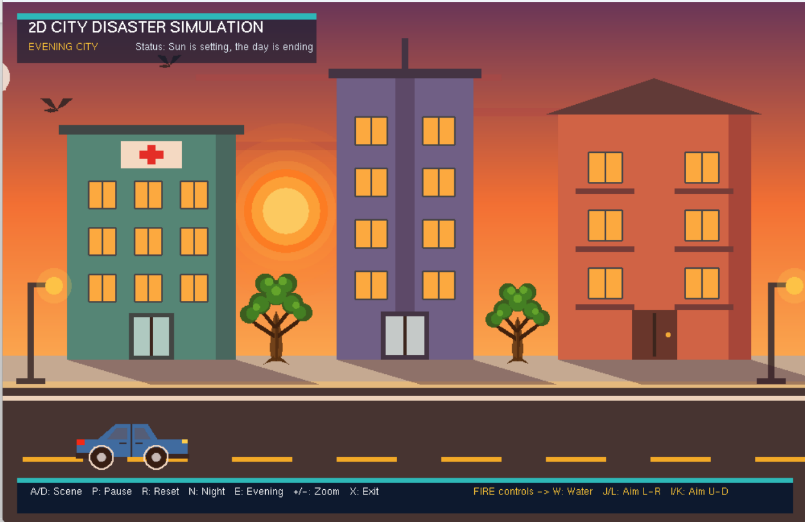 2D CITY DISASTER SIMULATION
EVENING CITY Status: Sun is setting, the day is ending
A/D: Scene P: Pause R: Reset N: Night E: Evening +/-: Zoom X: Exit FIRE controls -> W: Water J/L: Aim L-R I/K: Aim U-D